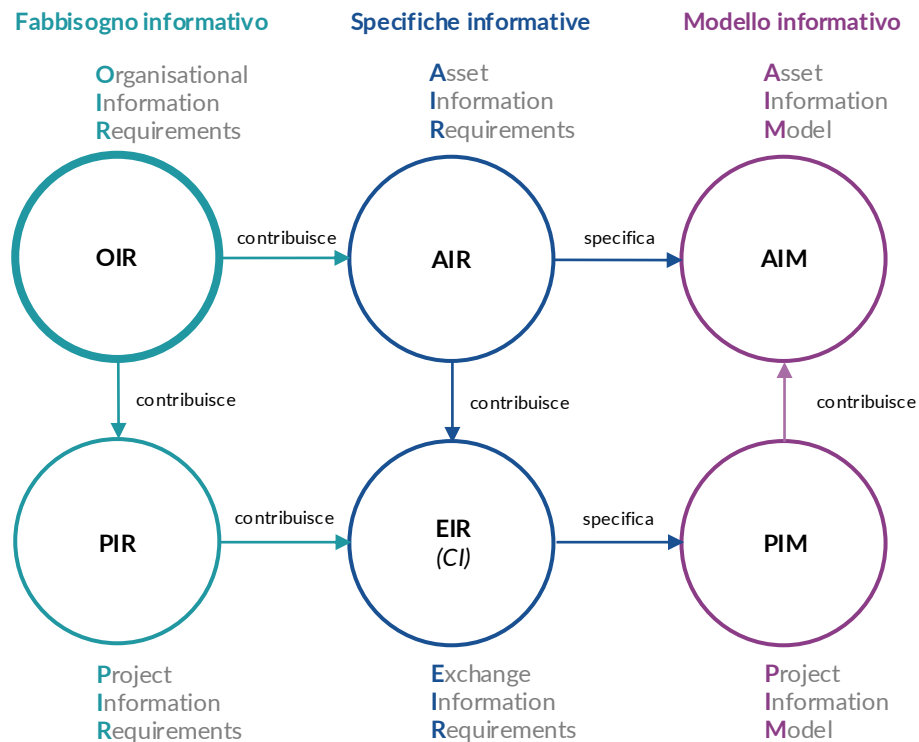 Fabbisogno informativo
Specifiche informative
Modello informativo
Organisational
Information
Requirements
Asset
Information
Requirements
Asset
Information
Model
OIR
contribuisce
AIR
specifica
AIM
contribuisce
contribuisce
contribuisce
PIR
contribuisce
EIR
(CI)
specifica
PIM
Project
Information
Requirements
Exchange
Information
Requirements
Project
Information
Model